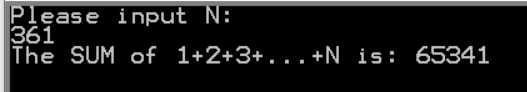 Please input N:
361
The SUM of 1+2+3+...+N is: 65341